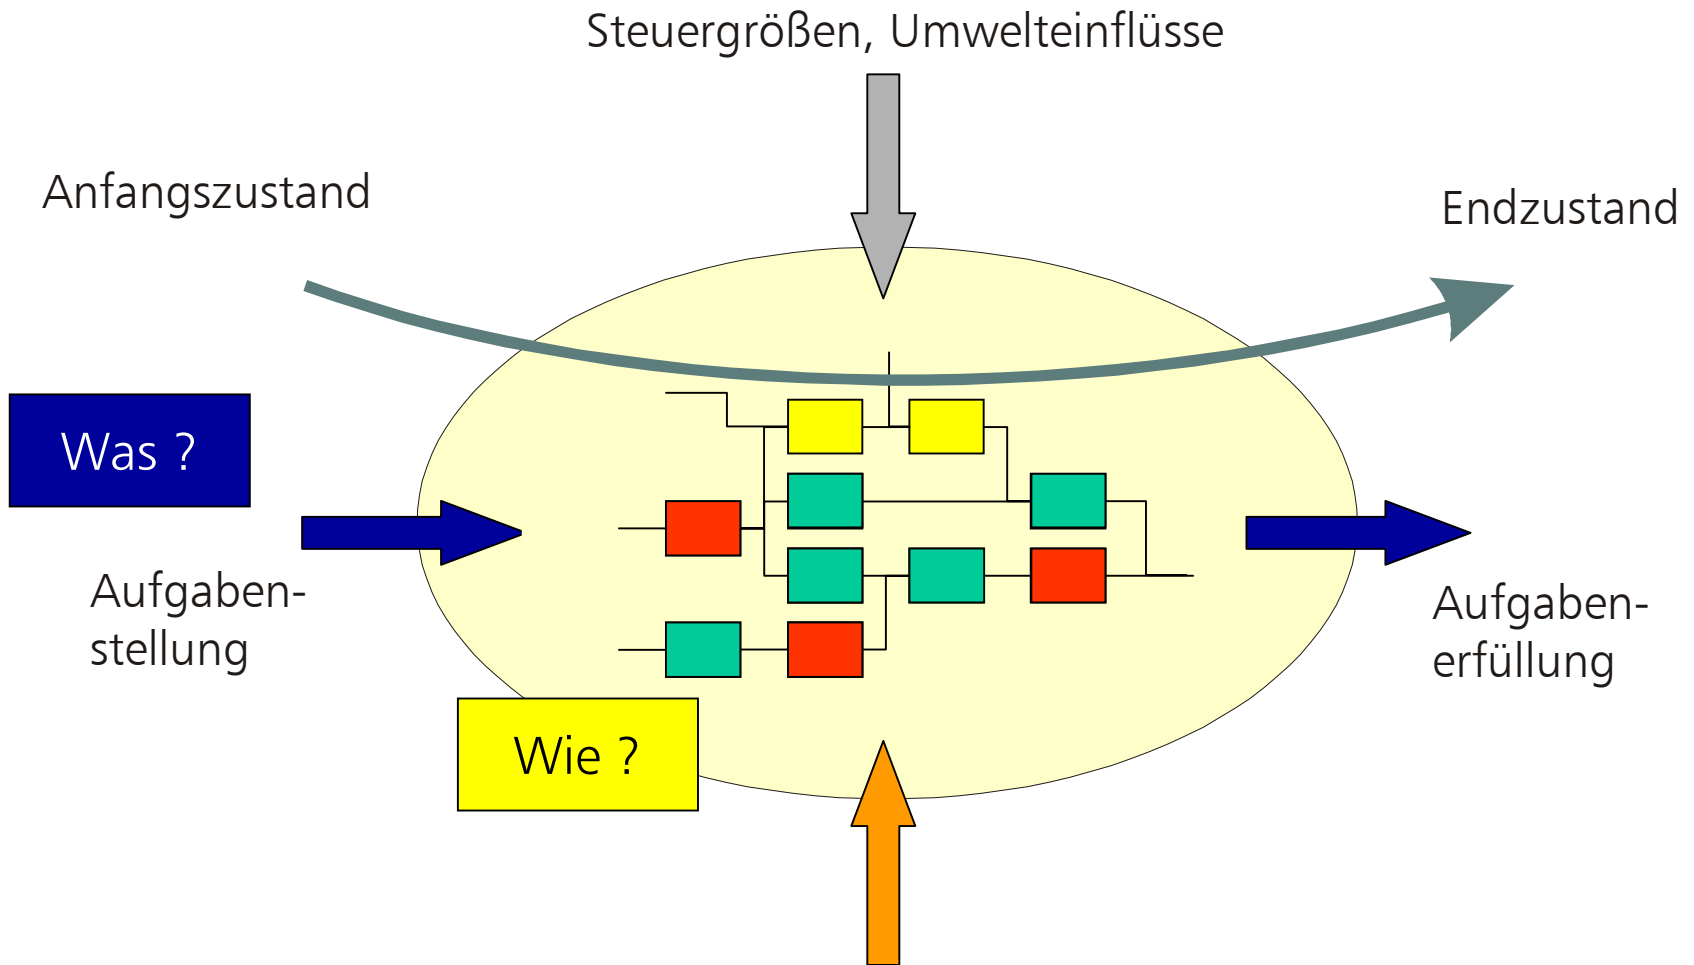 Steuergrößen, Umwelteinflüsse
Anfangszustand
Endzustand
Was ?
Aufgaben-
stellung
Aufgaben-
erfüllung
Wie ?